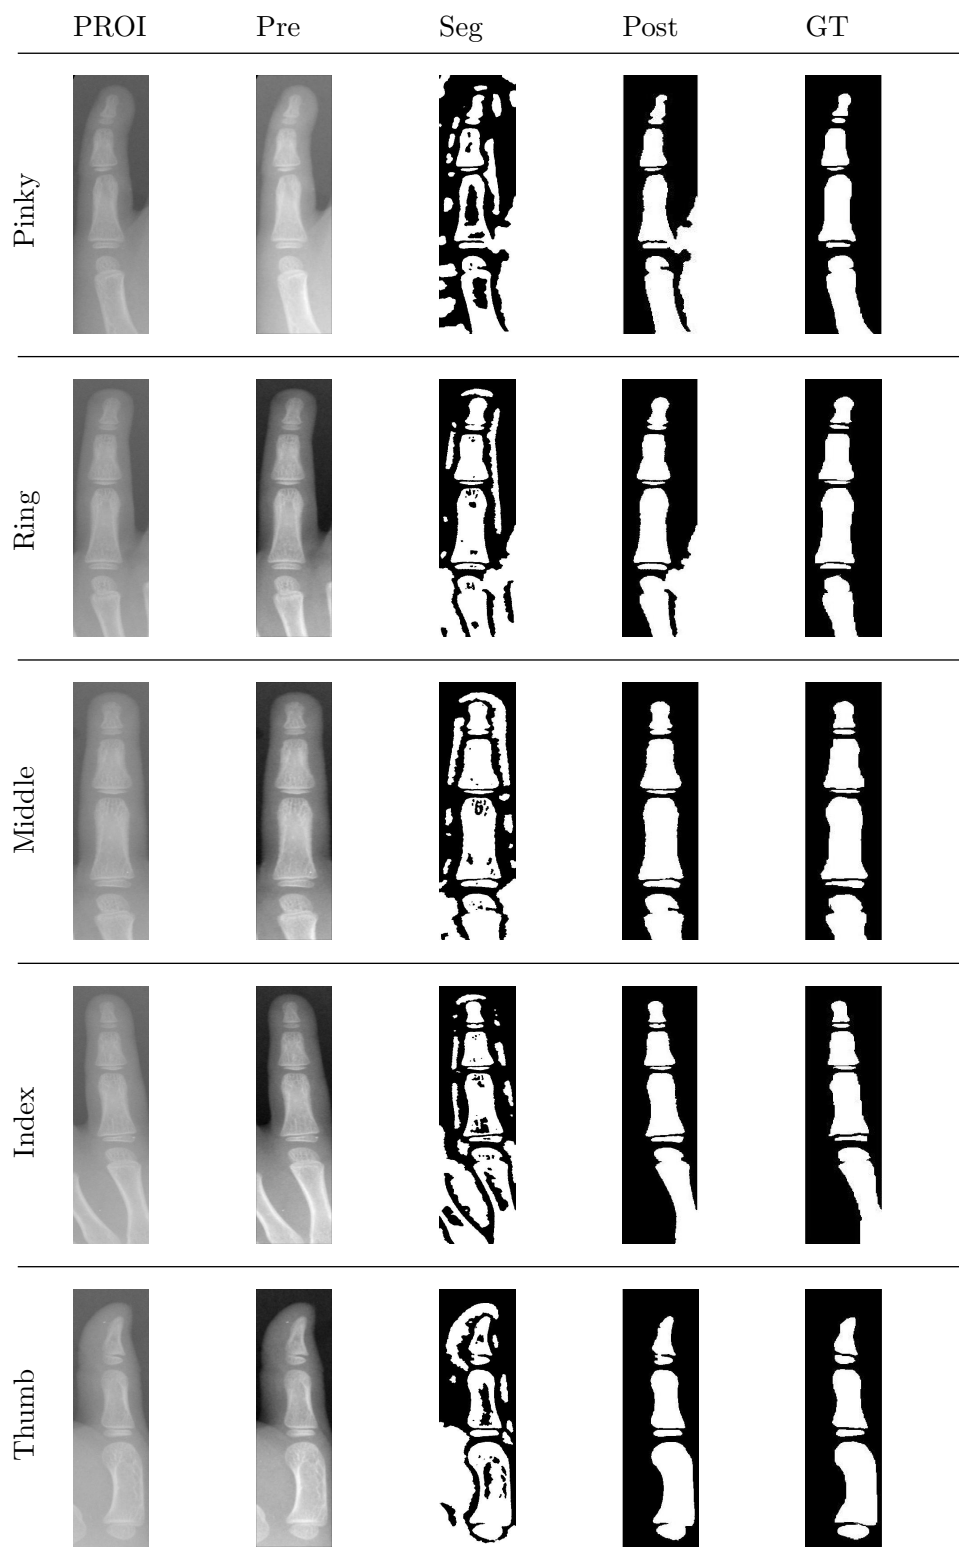 PROI Pre Seg Post GT
Pinky
Ring
Middle
Index
Thumb